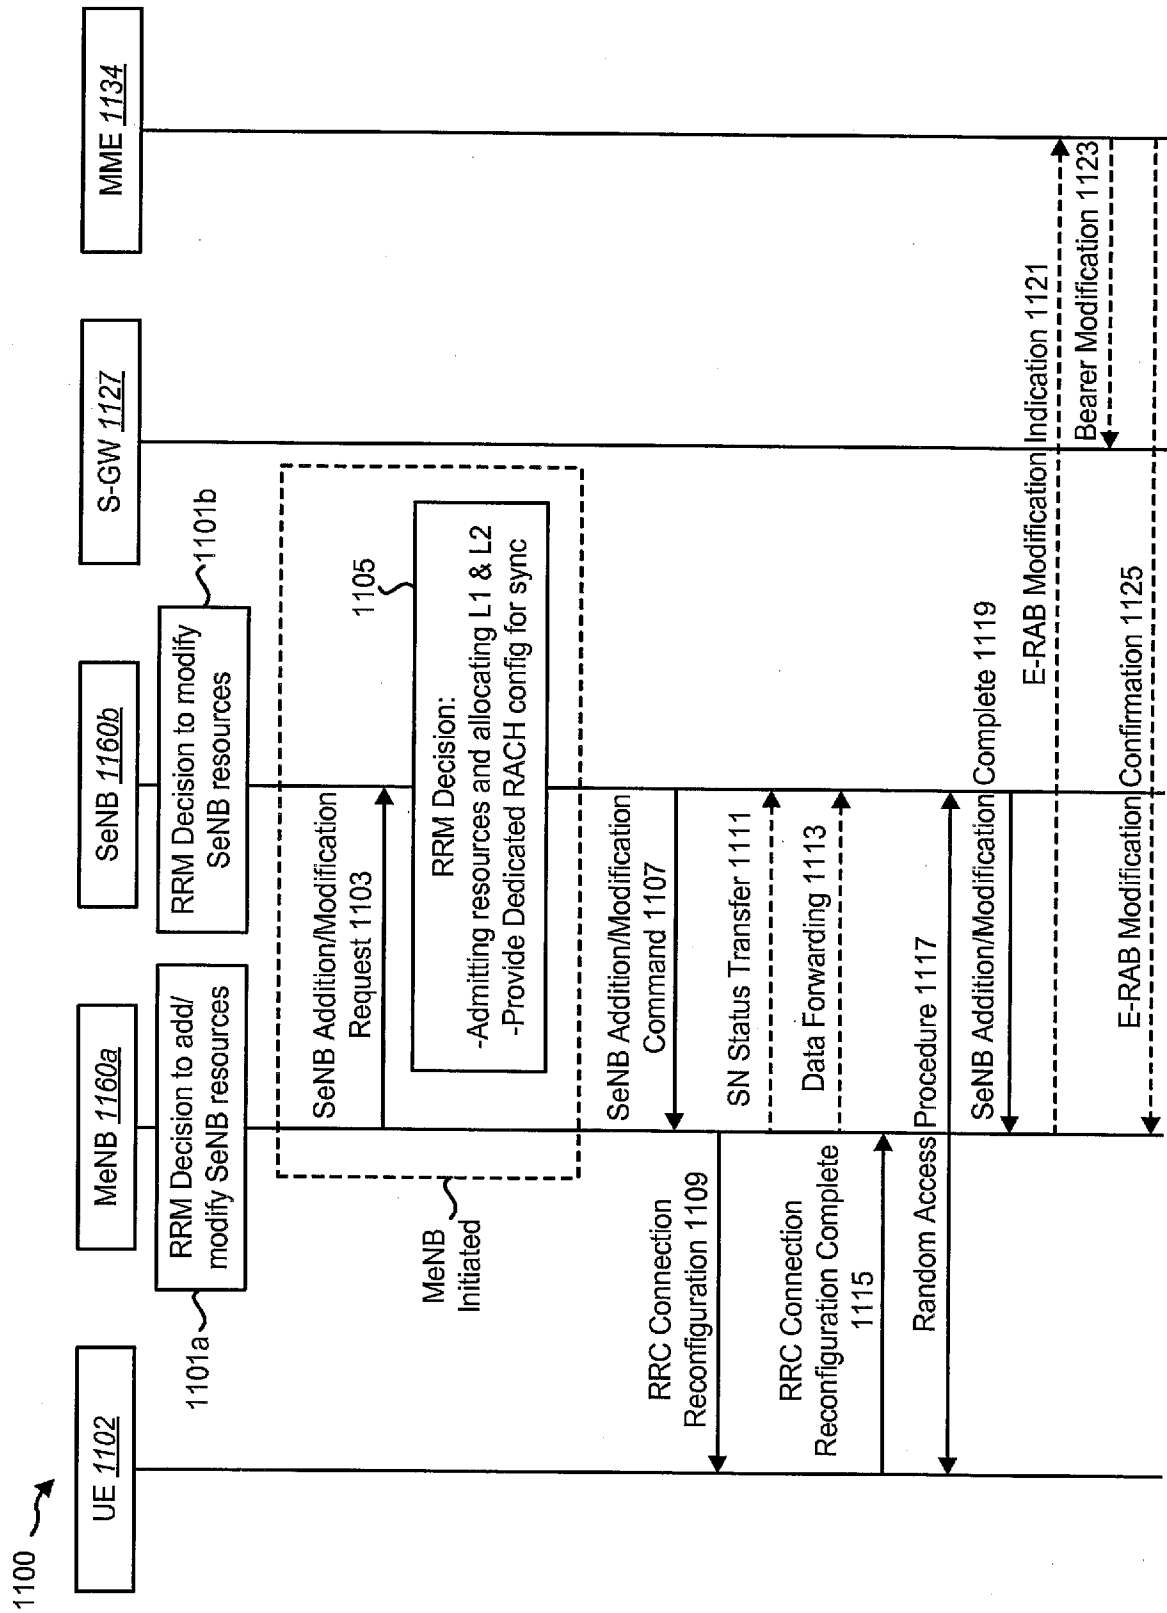 1100
UE 1102
MeNB 1160a
SeNB 1160b
S-GW 1127
MME 1134
1101a
RRM Decision to add/
modify SeNB resources
RRM Decision to modify
SeNB resources
1101b
MeNB
Initiated
SeNB Addition/Modification
Request 1103
1105
RRM Decision:
-Admitting resources and allocating L1 & L2
-Provide Dedicated RACH config for sync
SeNB Addition/Modification
Command 1107
RRC Connection
Reconfiguration 1109
SN Status Transfer 1111
Data Forwarding 1113
RRC Connection
Reconfiguration Complete
1115
Random Access Procedure 1117
SeNB Addition/Modification Complete 1119
E-RAB Modification Indication 1121
Bearer Modification 1123
E-RAB Modification Confirmation 1125